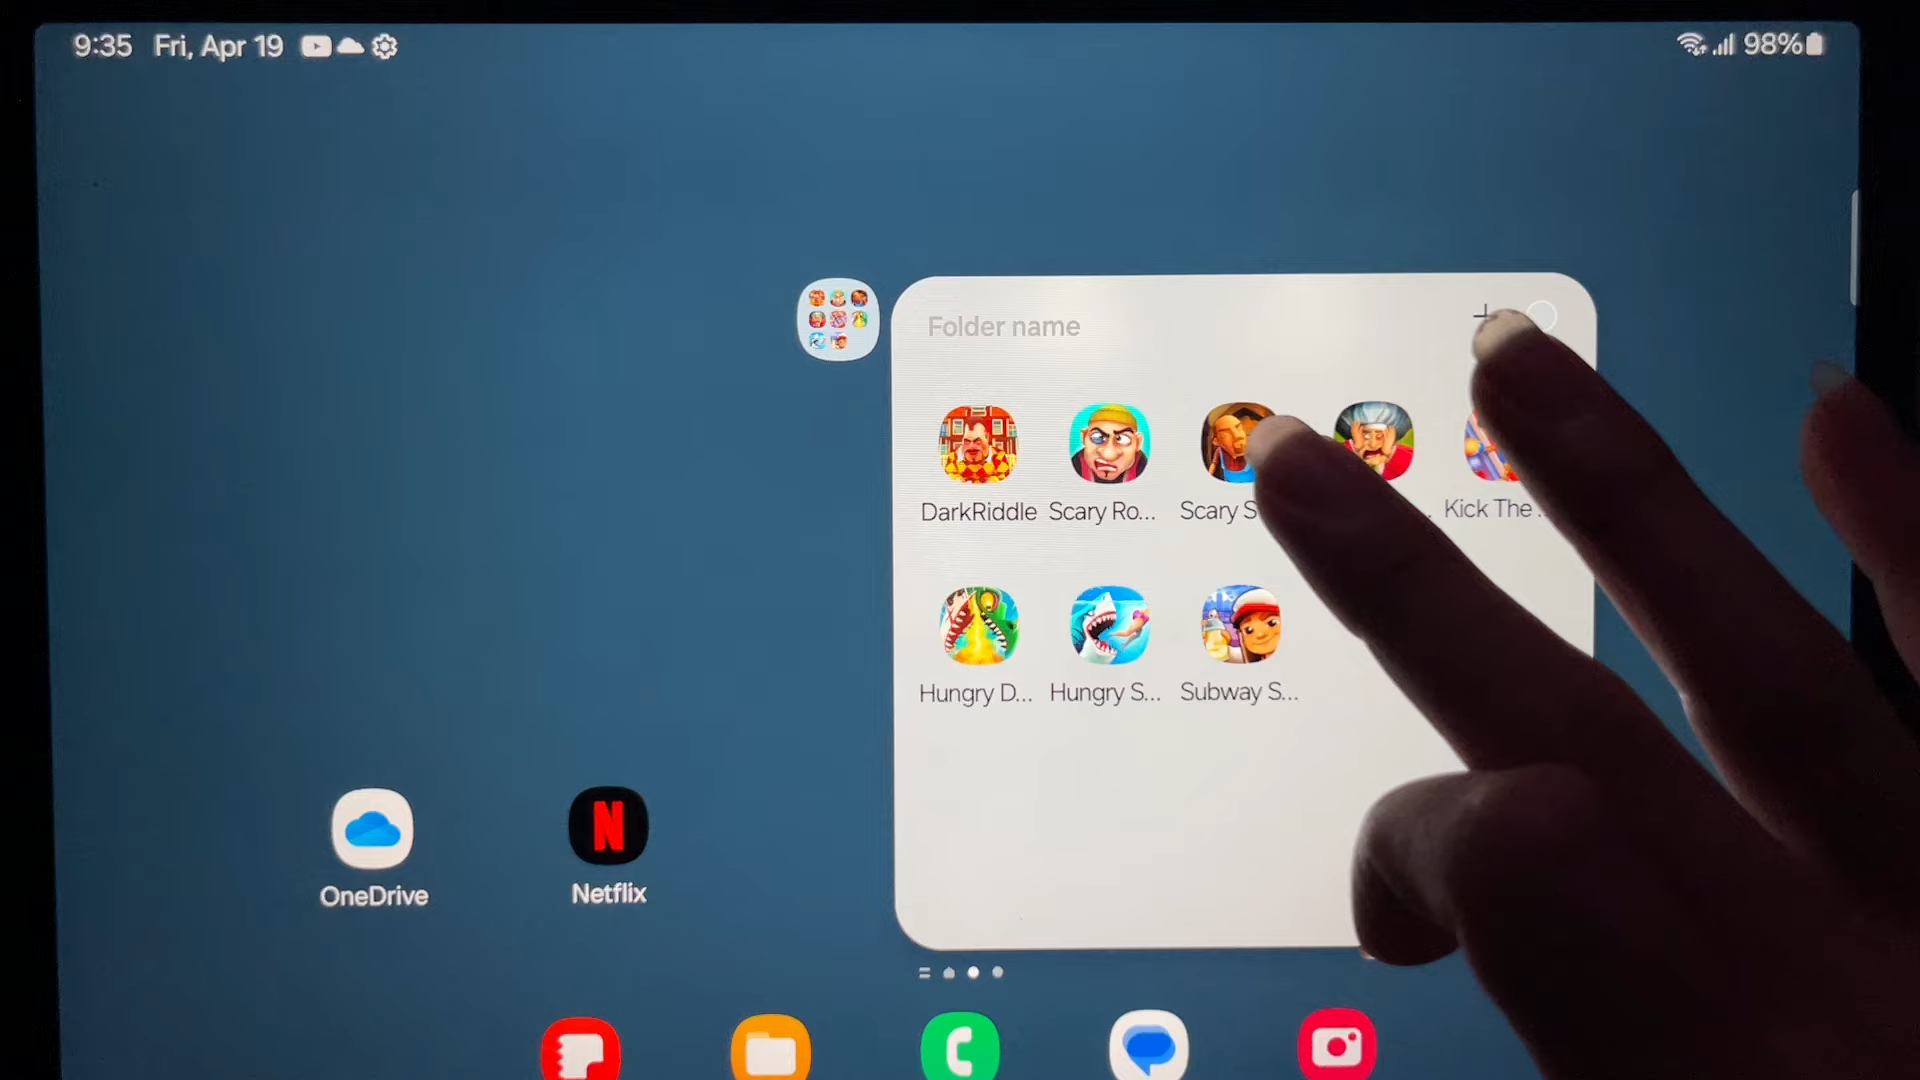 9:35 Fri, Apr 19
98%
Folder name
DarkRiddle
Scary Ro...
Scary S
Kick The ...
Hungry D...
Hungry S...
Subway S...
OneDrive
N
Netflix